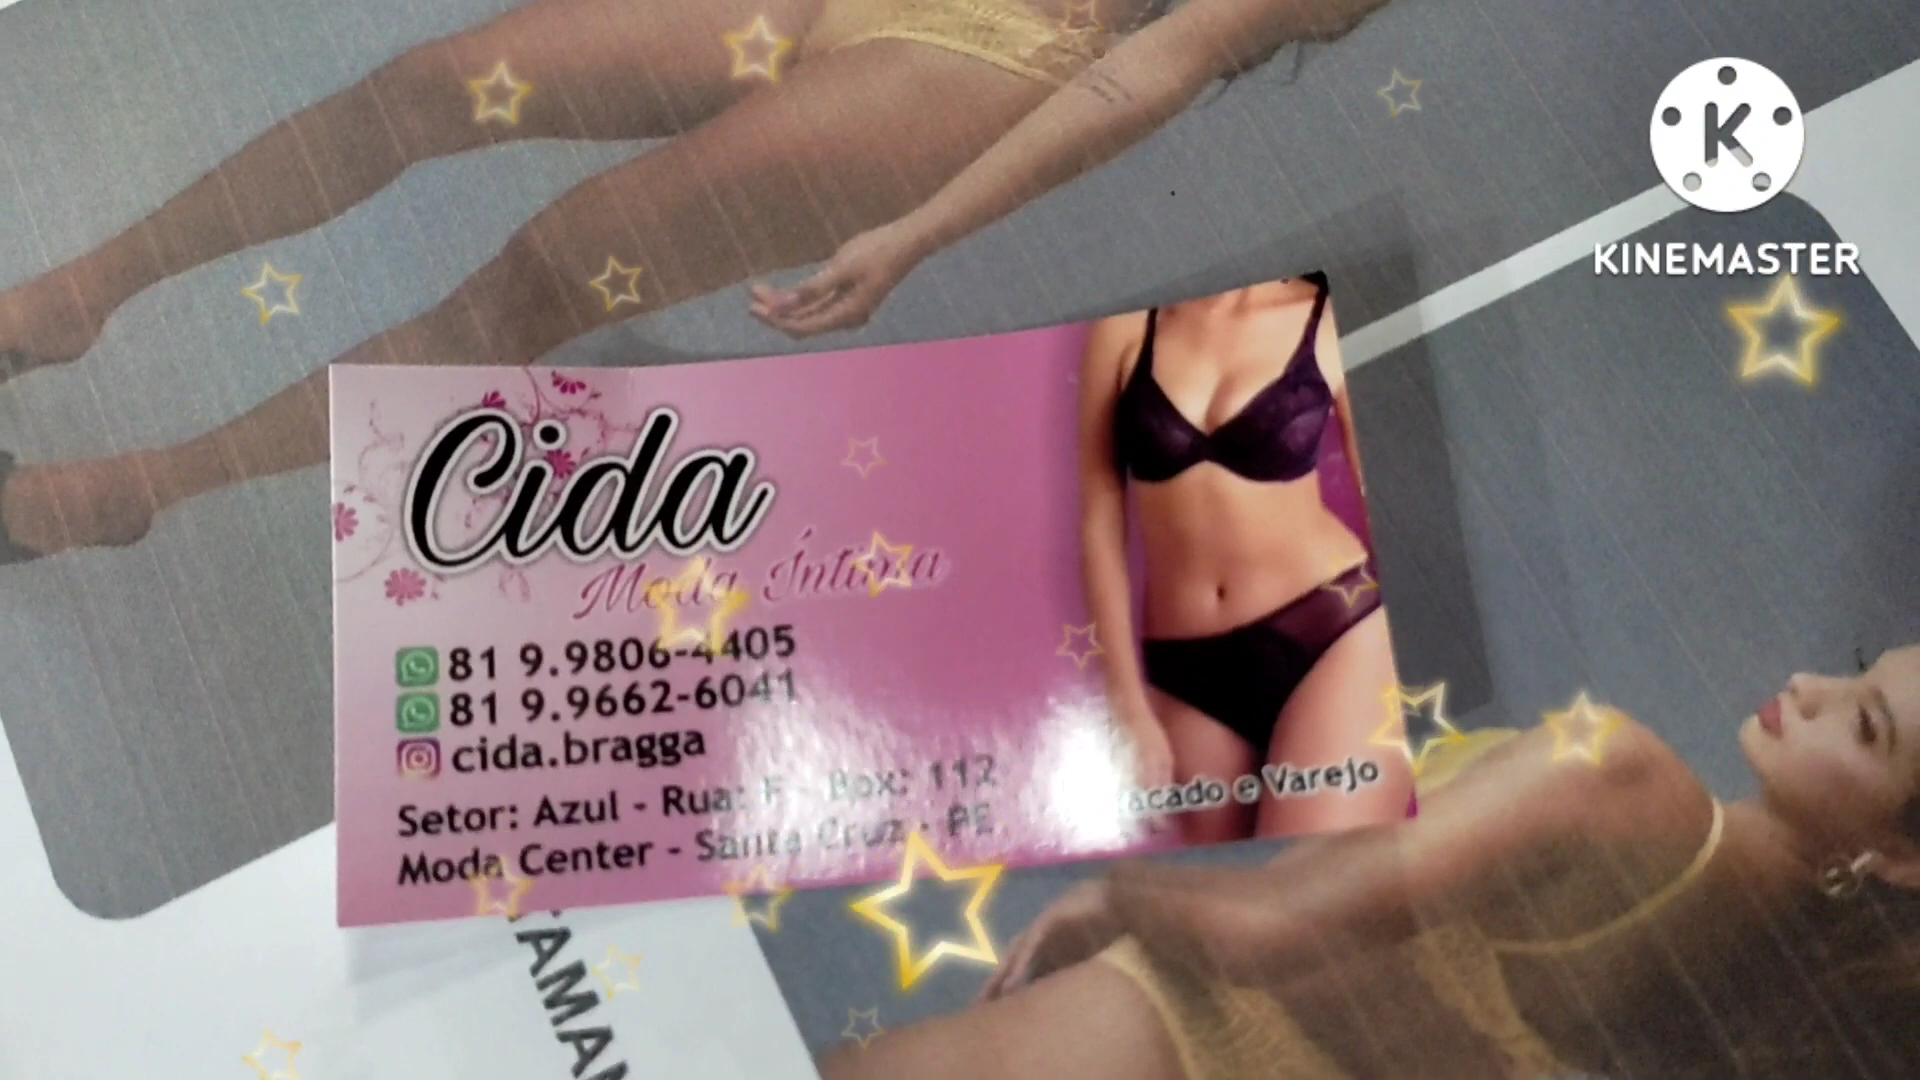 K
KINEMASTER
Cida
Moda Íntima
81 9.9806-4405
81 9.9662-6041
cida.bragga
Setor: Azul - Rua: F - Box: 112
Moda Center - Santa Cruz - PE
e Varejo